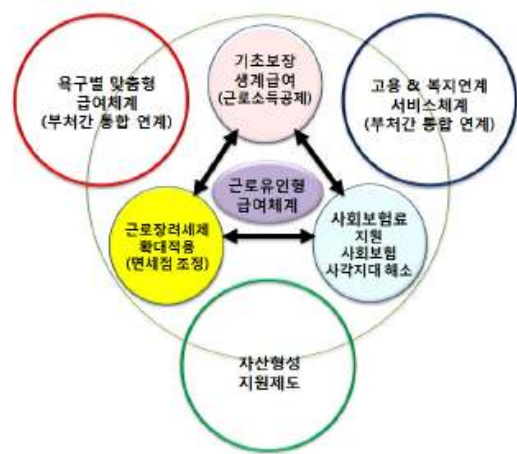 기초보장
생계급여
(근로소득공제)
욕구별 맞춤형
급여체계
(부처간 통합 연계)
고용 & 복지연계
서비스체계
(부처간 통합 연계)
근로유인형
급여체계
근로장려세제
확대적용
(면세점 조정)
사회보험료
지원
사회보험
사각지대 해소
자산형성
지원제도